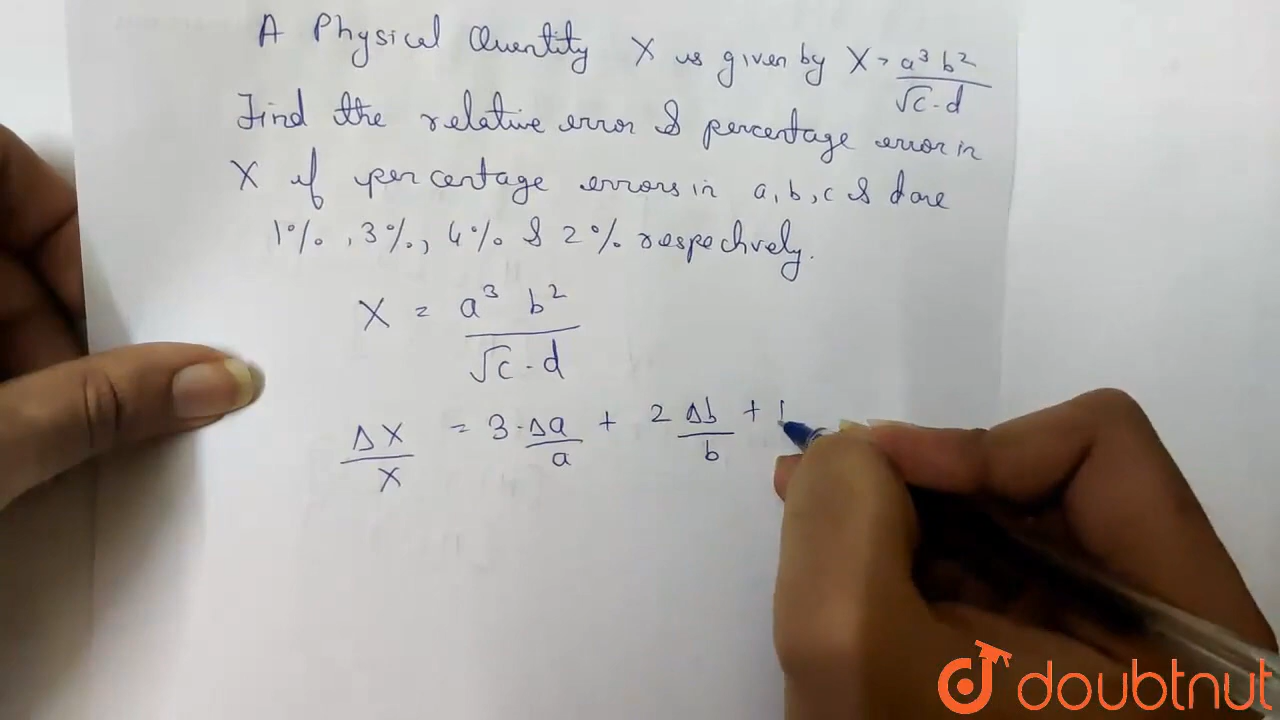 A Physical Quantity X is given by X = a³ b² / √c · d
Find the relative error & percentage error in
X if percentage errors in a, b, c & d are
1%, 3%, 4% & 2% respectively.
X = a³ b² / √c · d
ΔX / X = 3 · Δa / a + 2 Δb / b + 1
doubtnut